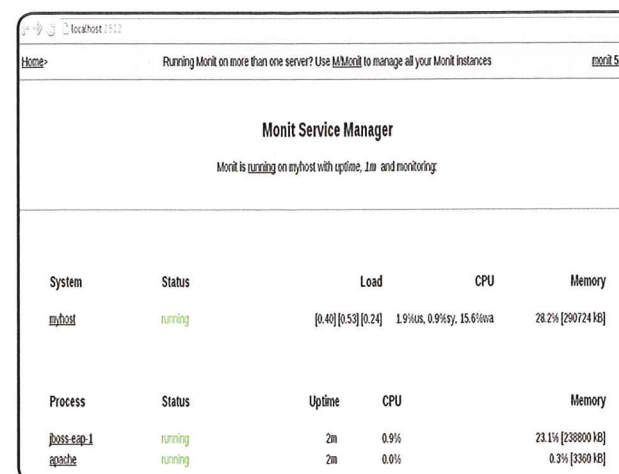 localhost:2812
Home> Running Monit on more than one server? Use M/Monit to manage all your Monit instances monit 5
Monit Service Manager
Monit is running on myhost with uptime, 1m and monitoring:
System Status Load CPU Memory
myhost running [0.40] [0.53] [0.24] 1.9%us, 0.9%sy, 15.6%wa 28.2% [290724 kB]
Process Status Uptime CPU Memory
jboss-eap-1 running 2m 0.9% 23.1% [238800 kB]
apache running 2m 0.0% 0.3% [3360 kB]